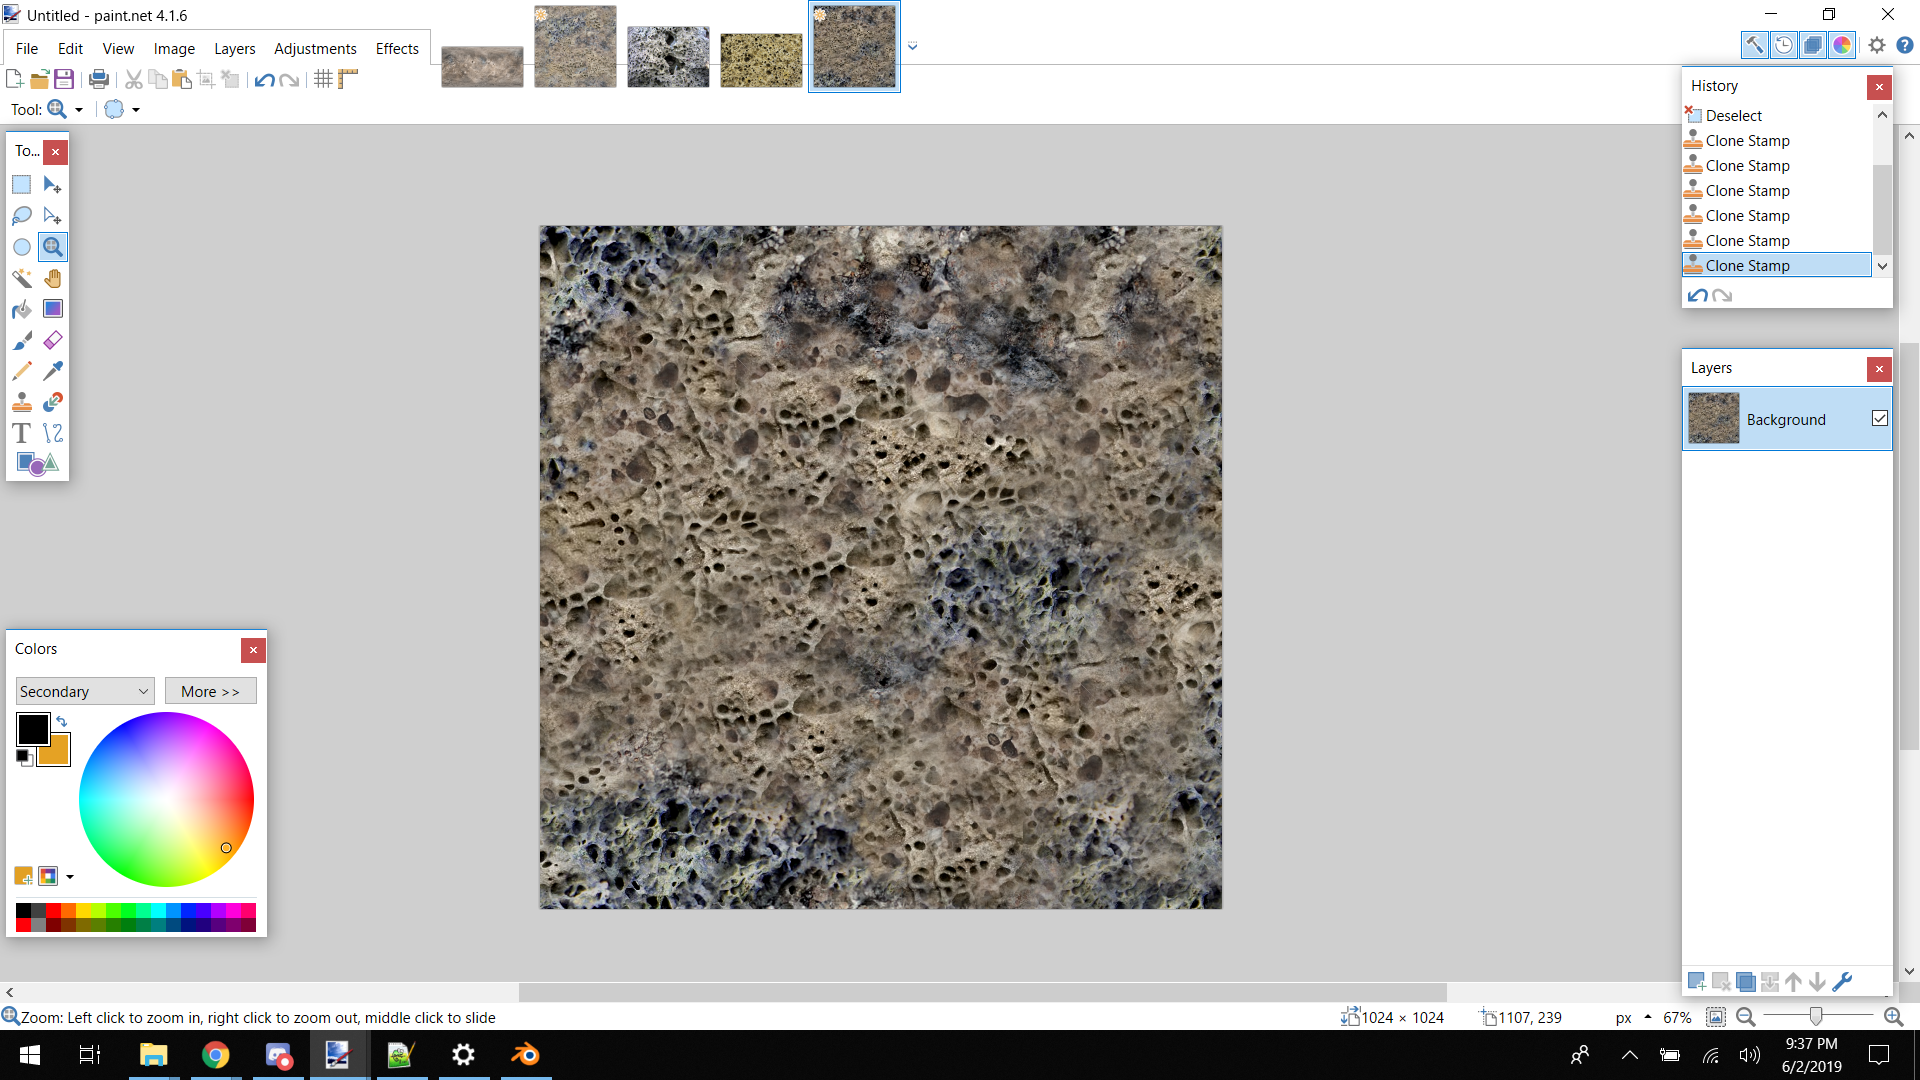 Untitled - paint.net 4.1.6
File Edit View Image Layers Adjustments Effects
Tool:
To...
History
Deselect
Clone Stamp
Clone Stamp
Clone Stamp
Clone Stamp
Clone Stamp
Clone Stamp
Layers
Background
Colors
Secondary More >>
Zoom: Left click to zoom in, right click to zoom out, middle click to slide
1024 × 1024 1107, 239 px 67%
9:37 PM
6/2/2019